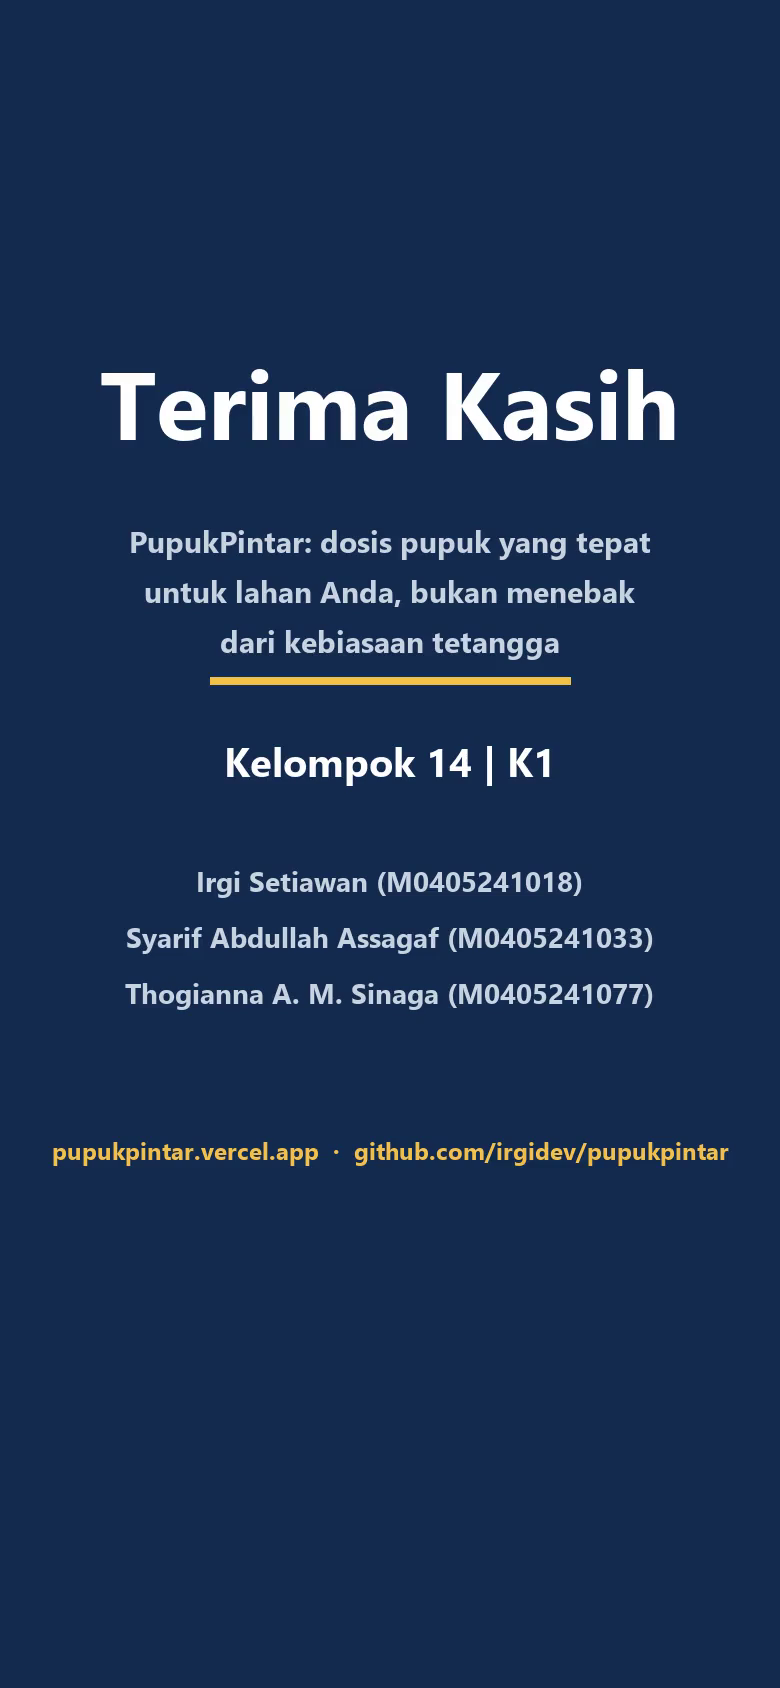 Terima Kasih
PupukPintar: dosis pupuk yang tepat
untuk lahan Anda, bukan menebak
dari kebiasaan tetangga
Kelompok 14 | K1
Irgi Setiawan (M0405241018)
Syarif Abdullah Assagaf (M0405241033)
Thogianna A. M. Sinaga (M0405241077)
pupukpintar.vercel.app · github.com/irgidev/pupukpintar